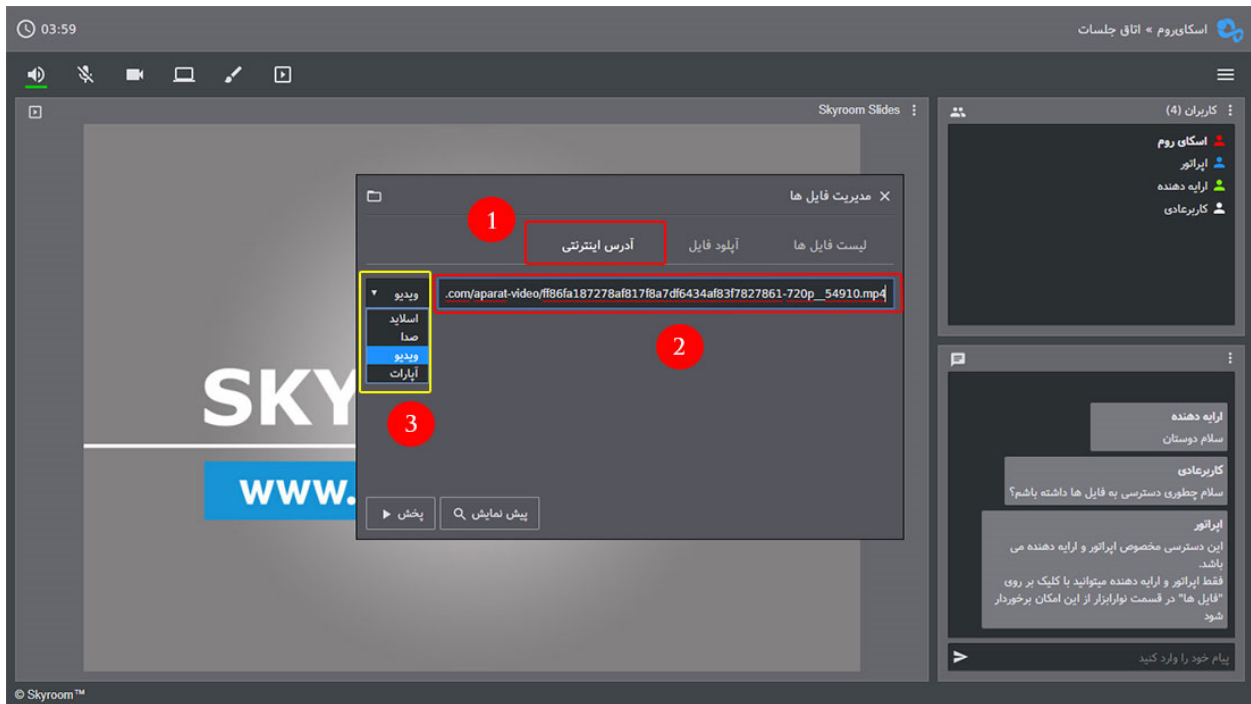 03:59
اسکای‌روم » اتاق جلسات
Skyroom Slides
کاربران (4)
اسکای روم
اپراتور
ارایه دهنده
کاربرعادی
مدیریت فایل ها
1
لیست فایل ها
آپلود فایل
آدرس اینترنتی
.com/aparat-video/ff86fa187278af817f8a7df6434af83f7827861-720p__54910.mp4
ویدیو
اسلاید
صدا
ویدیو
آپارات
2
3
SKY
www.
پیش نمایش
پخش
ارایه دهنده
سلام دوستان
کاربرعادی
سلام چطوری دسترسی به فایل ها داشته باشم؟
اپراتور
این دسترسی مخصوص اپراتور و ارایه دهنده می
باشد.
فقط اپراتور و ارایه دهنده میتوانید با کلیک بر روی
"فایل ها" در قسمت نوارابزار از این امکان برخوردار
شود
پیام خود را وارد کنید
© Skyroom™